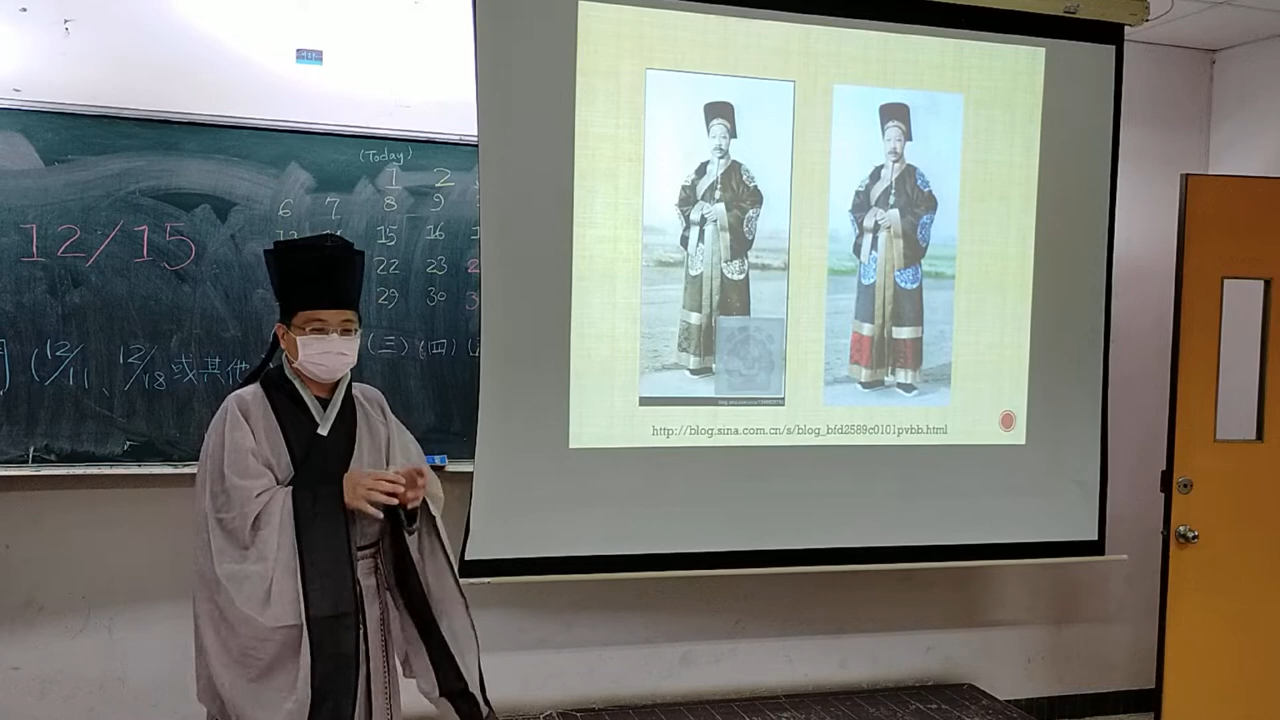 (Today)
1 2
6 7 8 9
15 16
22 23
29 30
12/15
(12/11、12/18或其他
(三)(四)
http://blog.sina.com.cn/s/blog_bfd2589c0101pvbb.html